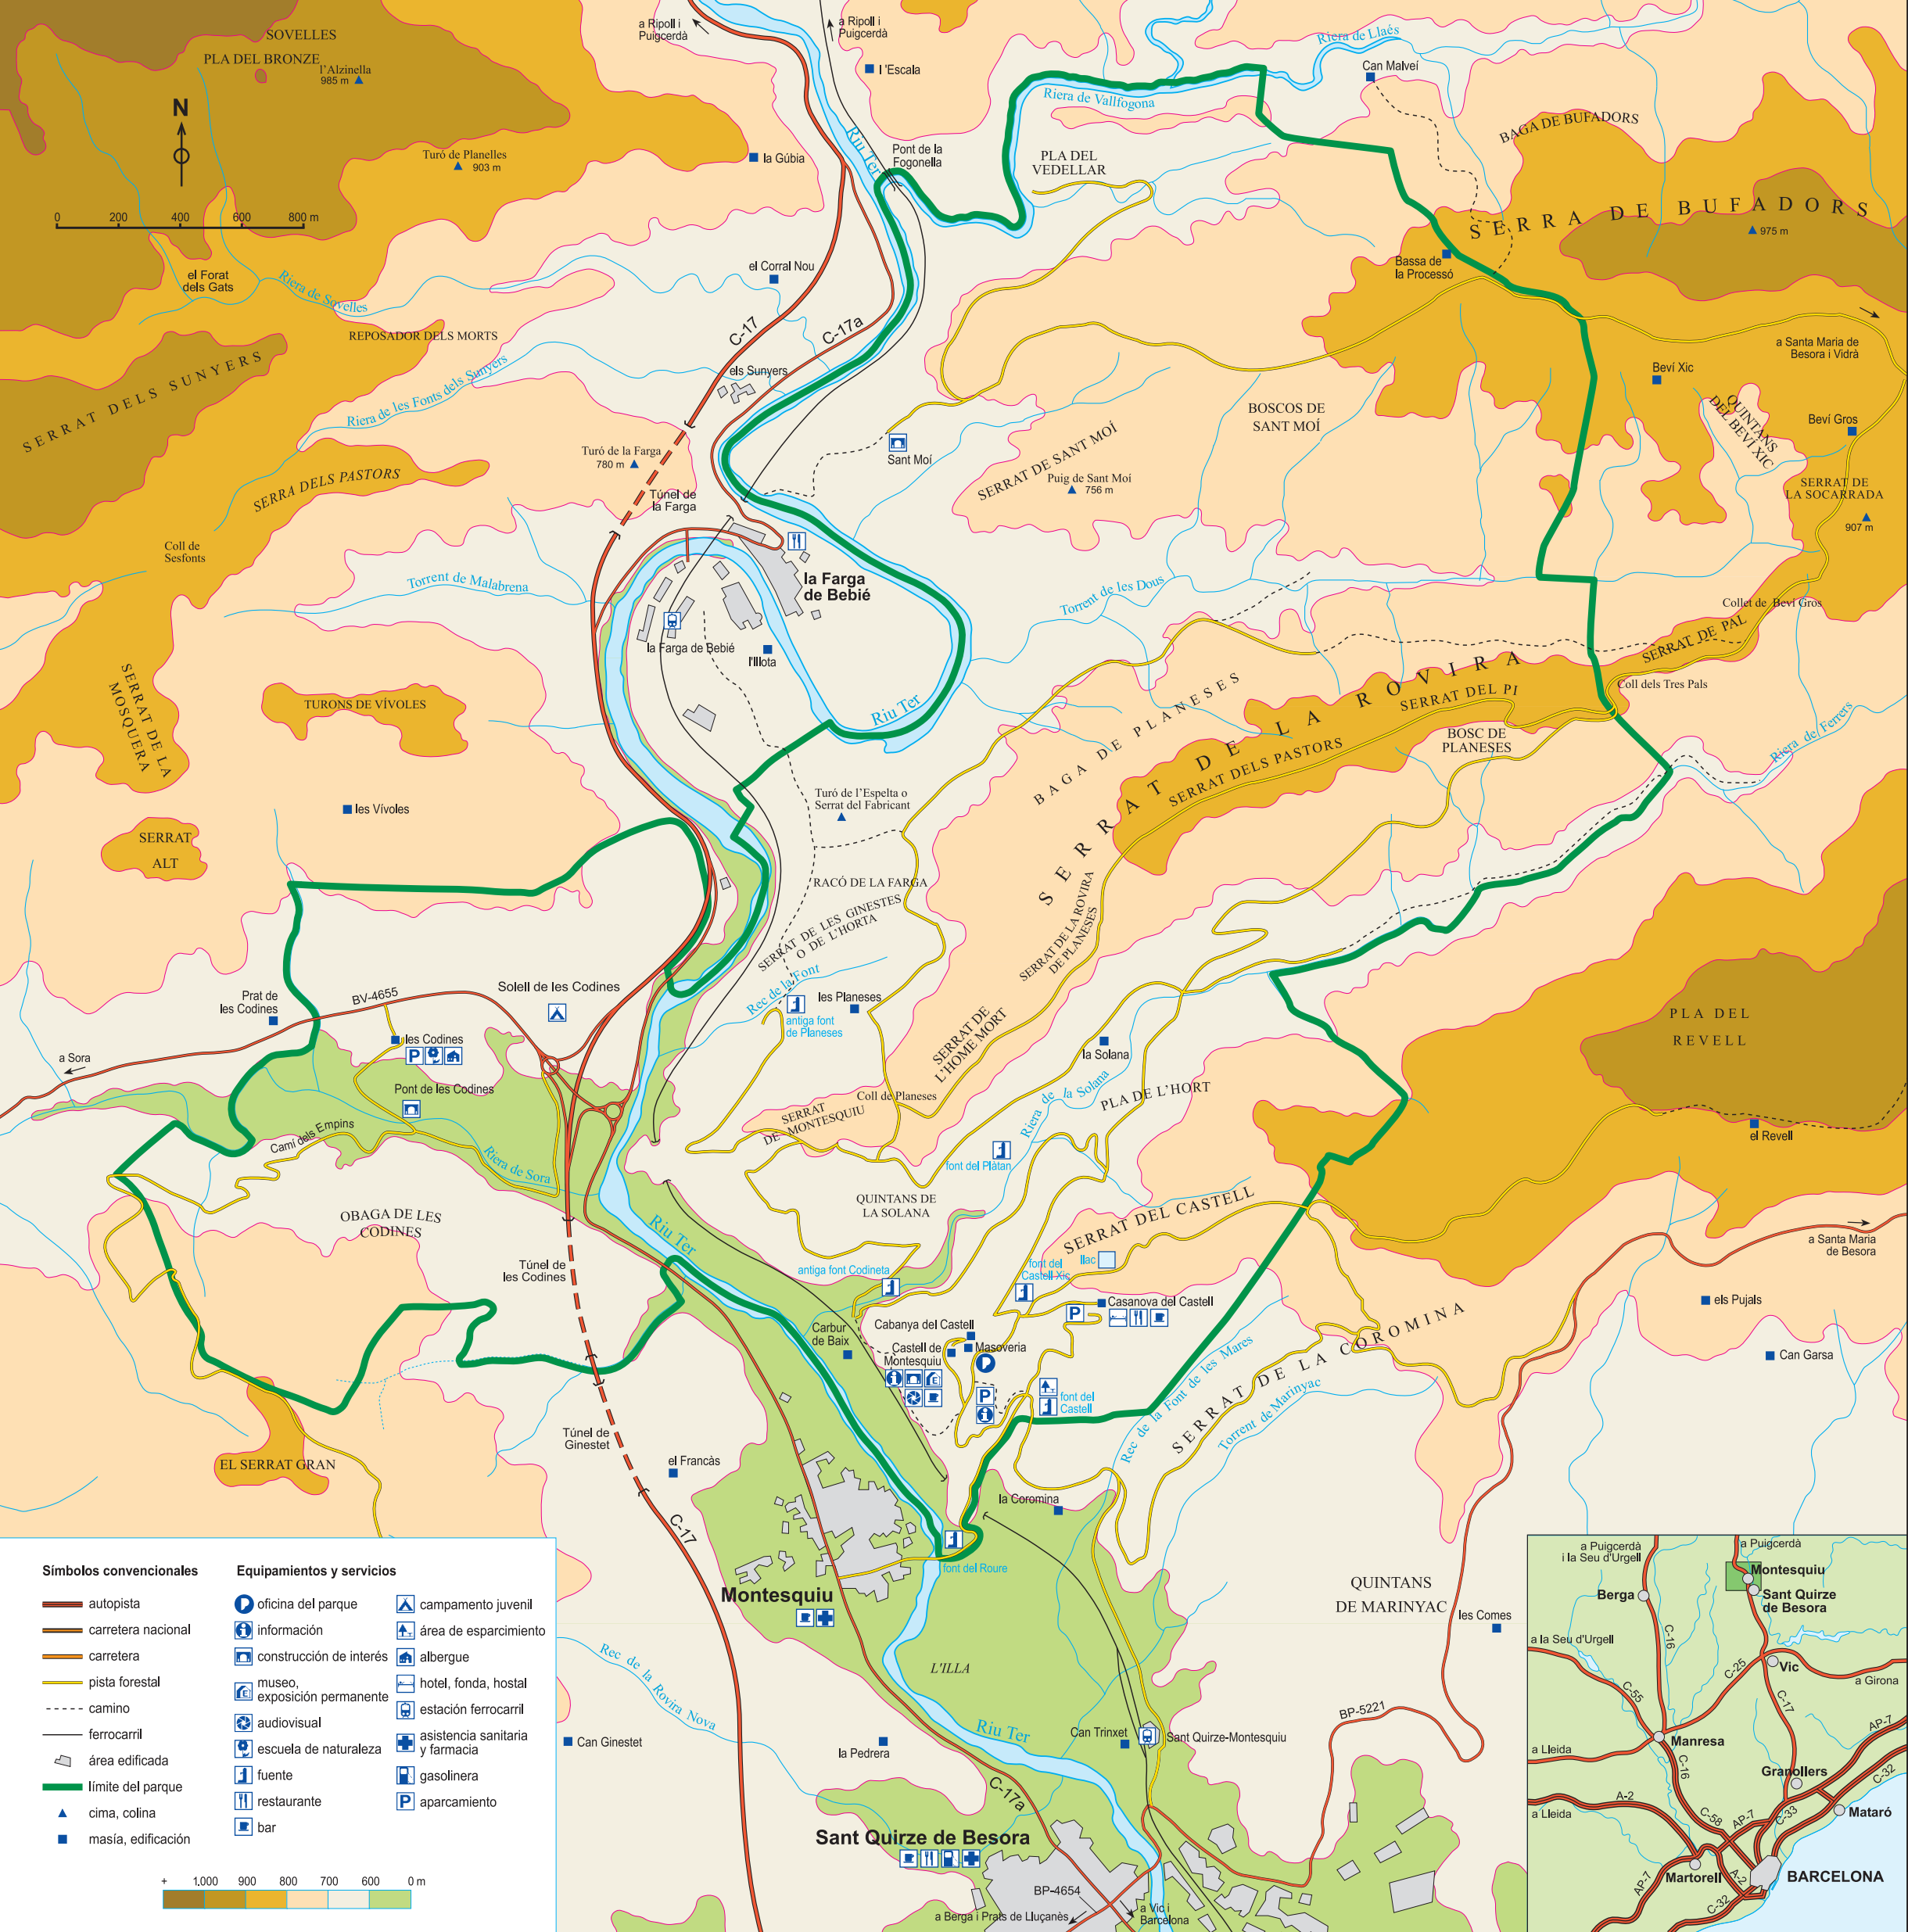 SOVELLES
PLA DEL BRONZE
l'Alzinella
985 m
N
Turó de Planelles
903 m
0 200 400 600 800 m
el Forat
dels Gats
Riera de Sovelles
REPOSADOR DELS MORTS
SERRAT DELS SUNYERS
Riera de les Fonts dels Sunyers
SERRA DELS PASTORS
Coll de
Sesfonts
Torrent de Malabrena
SERRAT DE LA
MOSQUERA
TURONS DE VÍVOLES
les Vívoles
SERRAT
ALT
a Ripoll i
Puigcerdà
a Ripoll i
Puigcerdà
l'Escala
la Gúbia
Riu Ter
Pont de la
Fogonella
el Corral Nou
C-17
C-17a
els Sunyers
Turó de la Farga
780 m
Túnel de
la Farga
Sant Moí
la Farga
de Bebié
la Farga de Bebié
l'Illota
Riu Ter
Riera de Llaés
Can Malveí
Riera de Vallfogona
PLA DEL
VEDELLAR
BAGA DE BUFADORS
SERRA DE BUFADORS
975 m
Bassa de
la Processó
a Santa Maria de
Besora i Vidrà
Beví Xic
QUINTANS
DEL BEVÍ XIC
Beví Gros
SERRAT DE
LA SOCARRADA
907 m
BOSCOS DE
SANT MOÍ
SERRAT DE SANT MOÍ
Puig de Sant Moí
756 m
Torrent de les Dous
Collet de Beví Gros
SERRAT DE PAL
Coll dels Tres Pals
SERRAT DE LA ROVIRA
SERRAT DEL PI
SERRAT DELS PASTORS
BAGA DE PLANESES
BOSC DE
PLANESES
Riera de Ferrers
Turó de l'Espelta o
Serrat del Fabricant
RACÓ DE LA FARGA
SERRAT DE LES GINESTES
O DE L'HORTA
Rec de la Font
SERRAT DE LA ROVIRA
DE PLANESES
les Planeses
antiga font
de Planeses
SERRAT DE
L'HOME MORT
Coll de Planeses
SERRAT
DE MONTESQUIU
la Solana
Riera de la Solana
PLA DE L'HORT
PLA DEL
REVELL
el Revell
font del Plàtan
QUINTANS DE
LA SOLANA
SERRAT DEL CASTELL
llac
font del
Castell Xic
antiga font Codineta
Casanova del Castell
Cabanya del Castell
Masoveria
Castell de
Montesquiu
Carbur
de Baix
font del
Castell
Rec de la Font de les Mares
SERRAT DE LA COROMINA
Torrent de Marinyac
a Santa Maria
de Besora
els Pujals
Can Garsa
la Coromina
font del Roure
QUINTANS
DE MARINYAC
les Comes
Prat de
les Codines
BV-4655
Solell de les Codines
a Sora
les Codines
Pont de les Codines
Camí dels Empins
Riera de Sora
OBAGA DE LES
CODINES
Riu Ter
Túnel de
les Codines
Túnel de
Ginestet
EL SERRAT GRAN
el Francàs
C-17
Montesquiu
L'ILLA
Rec de la Rovira Nova
Can Ginestet
la Pedrera
Riu Ter
C-17a
Can Trinxet
Sant Quirze-Montesquiu
BP-5221
Sant Quirze de Besora
BP-4654
a Berga i Prats de Lluçanès
a Vic i
Barcelona
Símbolos convencionales
autopista
carretera nacional
carretera
pista forestal
camino
ferrocarril
área edificada
límite del parque
cima, colina
masía, edificación
Equipamientos y servicios
P oficina del parque
i información
construcción de interés
museo,
exposición permanente
audiovisual
escuela de naturaleza
fuente
restaurante
bar
campamento juvenil
área de esparcimiento
albergue
hotel, fonda, hostal
estación ferrocarril
asistencia sanitaria
y farmacia
gasolinera
P aparcamiento
+ 1.000 900 800 700 600 0 m
a Puigcerdà
i la Seu d'Urgell
a Puigcerdà
Montesquiu
Berga
Sant Quirze
de Besora
a la Seu d'Urgell
C-16
C-25
Vic
a Girona
C-55
C-17
AP-7
a Lleida
Manresa
C-16
Granollers
C-32
A-2
a Lleida
C-58
AP-7
C-33
Mataró
Martorell
A-2
AP-7
C-32
BARCELONA